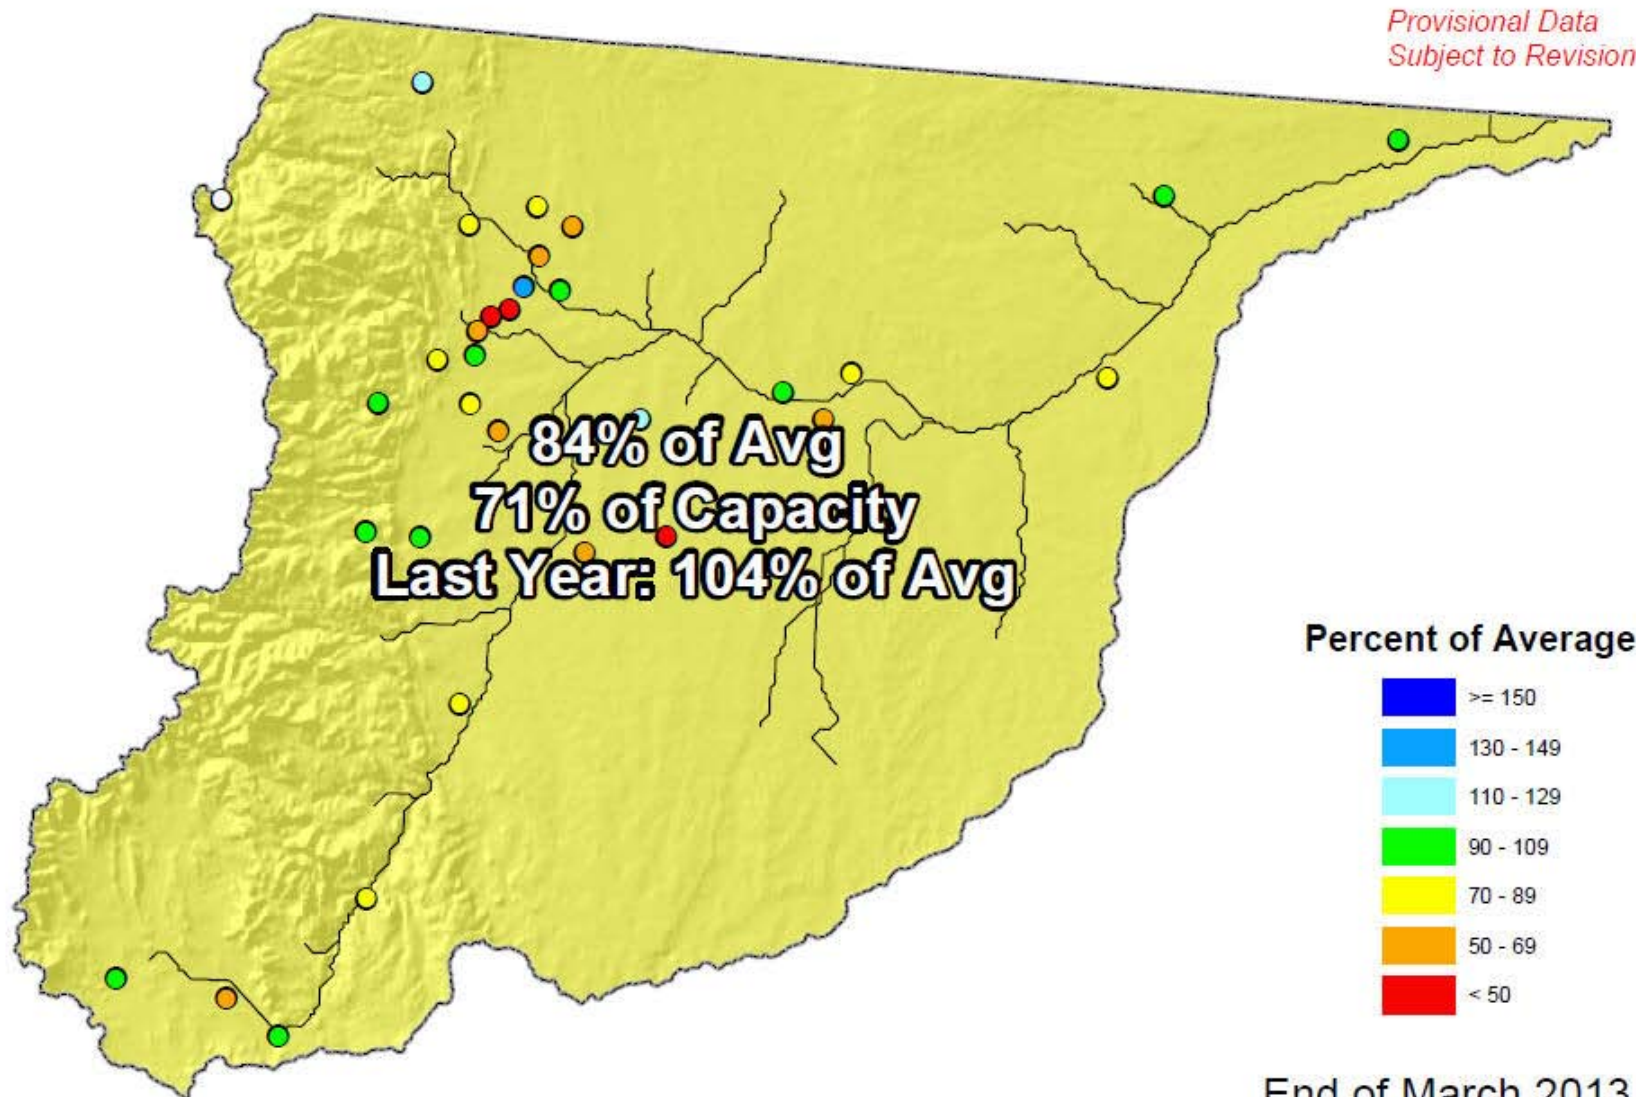 Provisional Data
Subject to Revision
84% of Avg
71% of Capacity
Last Year: 104% of Avg
Percent of Average
>= 150
130 - 149
110 - 129
90 - 109
70 - 89
50 - 69
< 50
End of March 2013